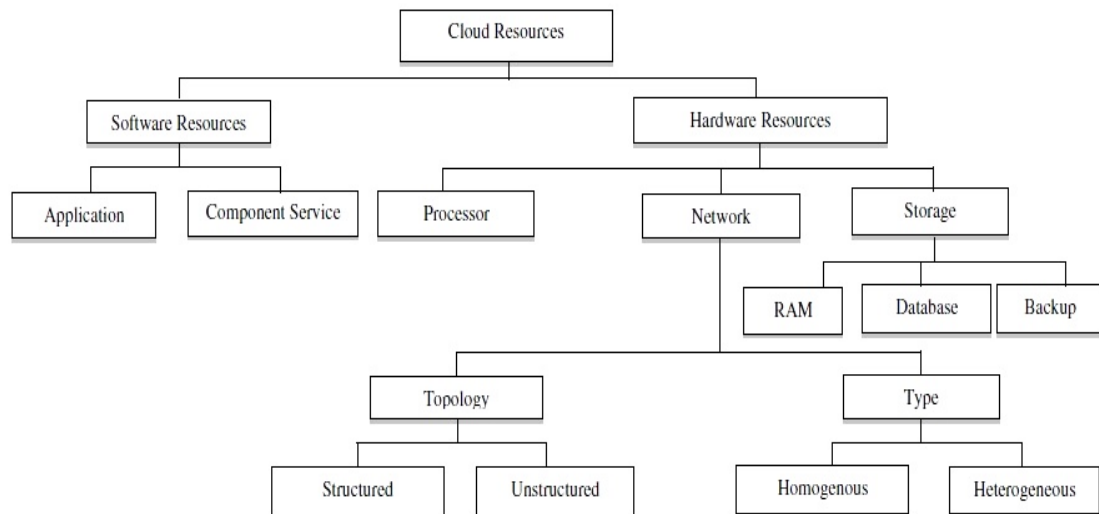 Cloud Resources
Software Resources
Hardware Resources
Application
Component Service
Processor
Network
Storage
RAM
Database
Backup
Topology
Type
Structured
Unstructured
Homogenous
Heterogeneous